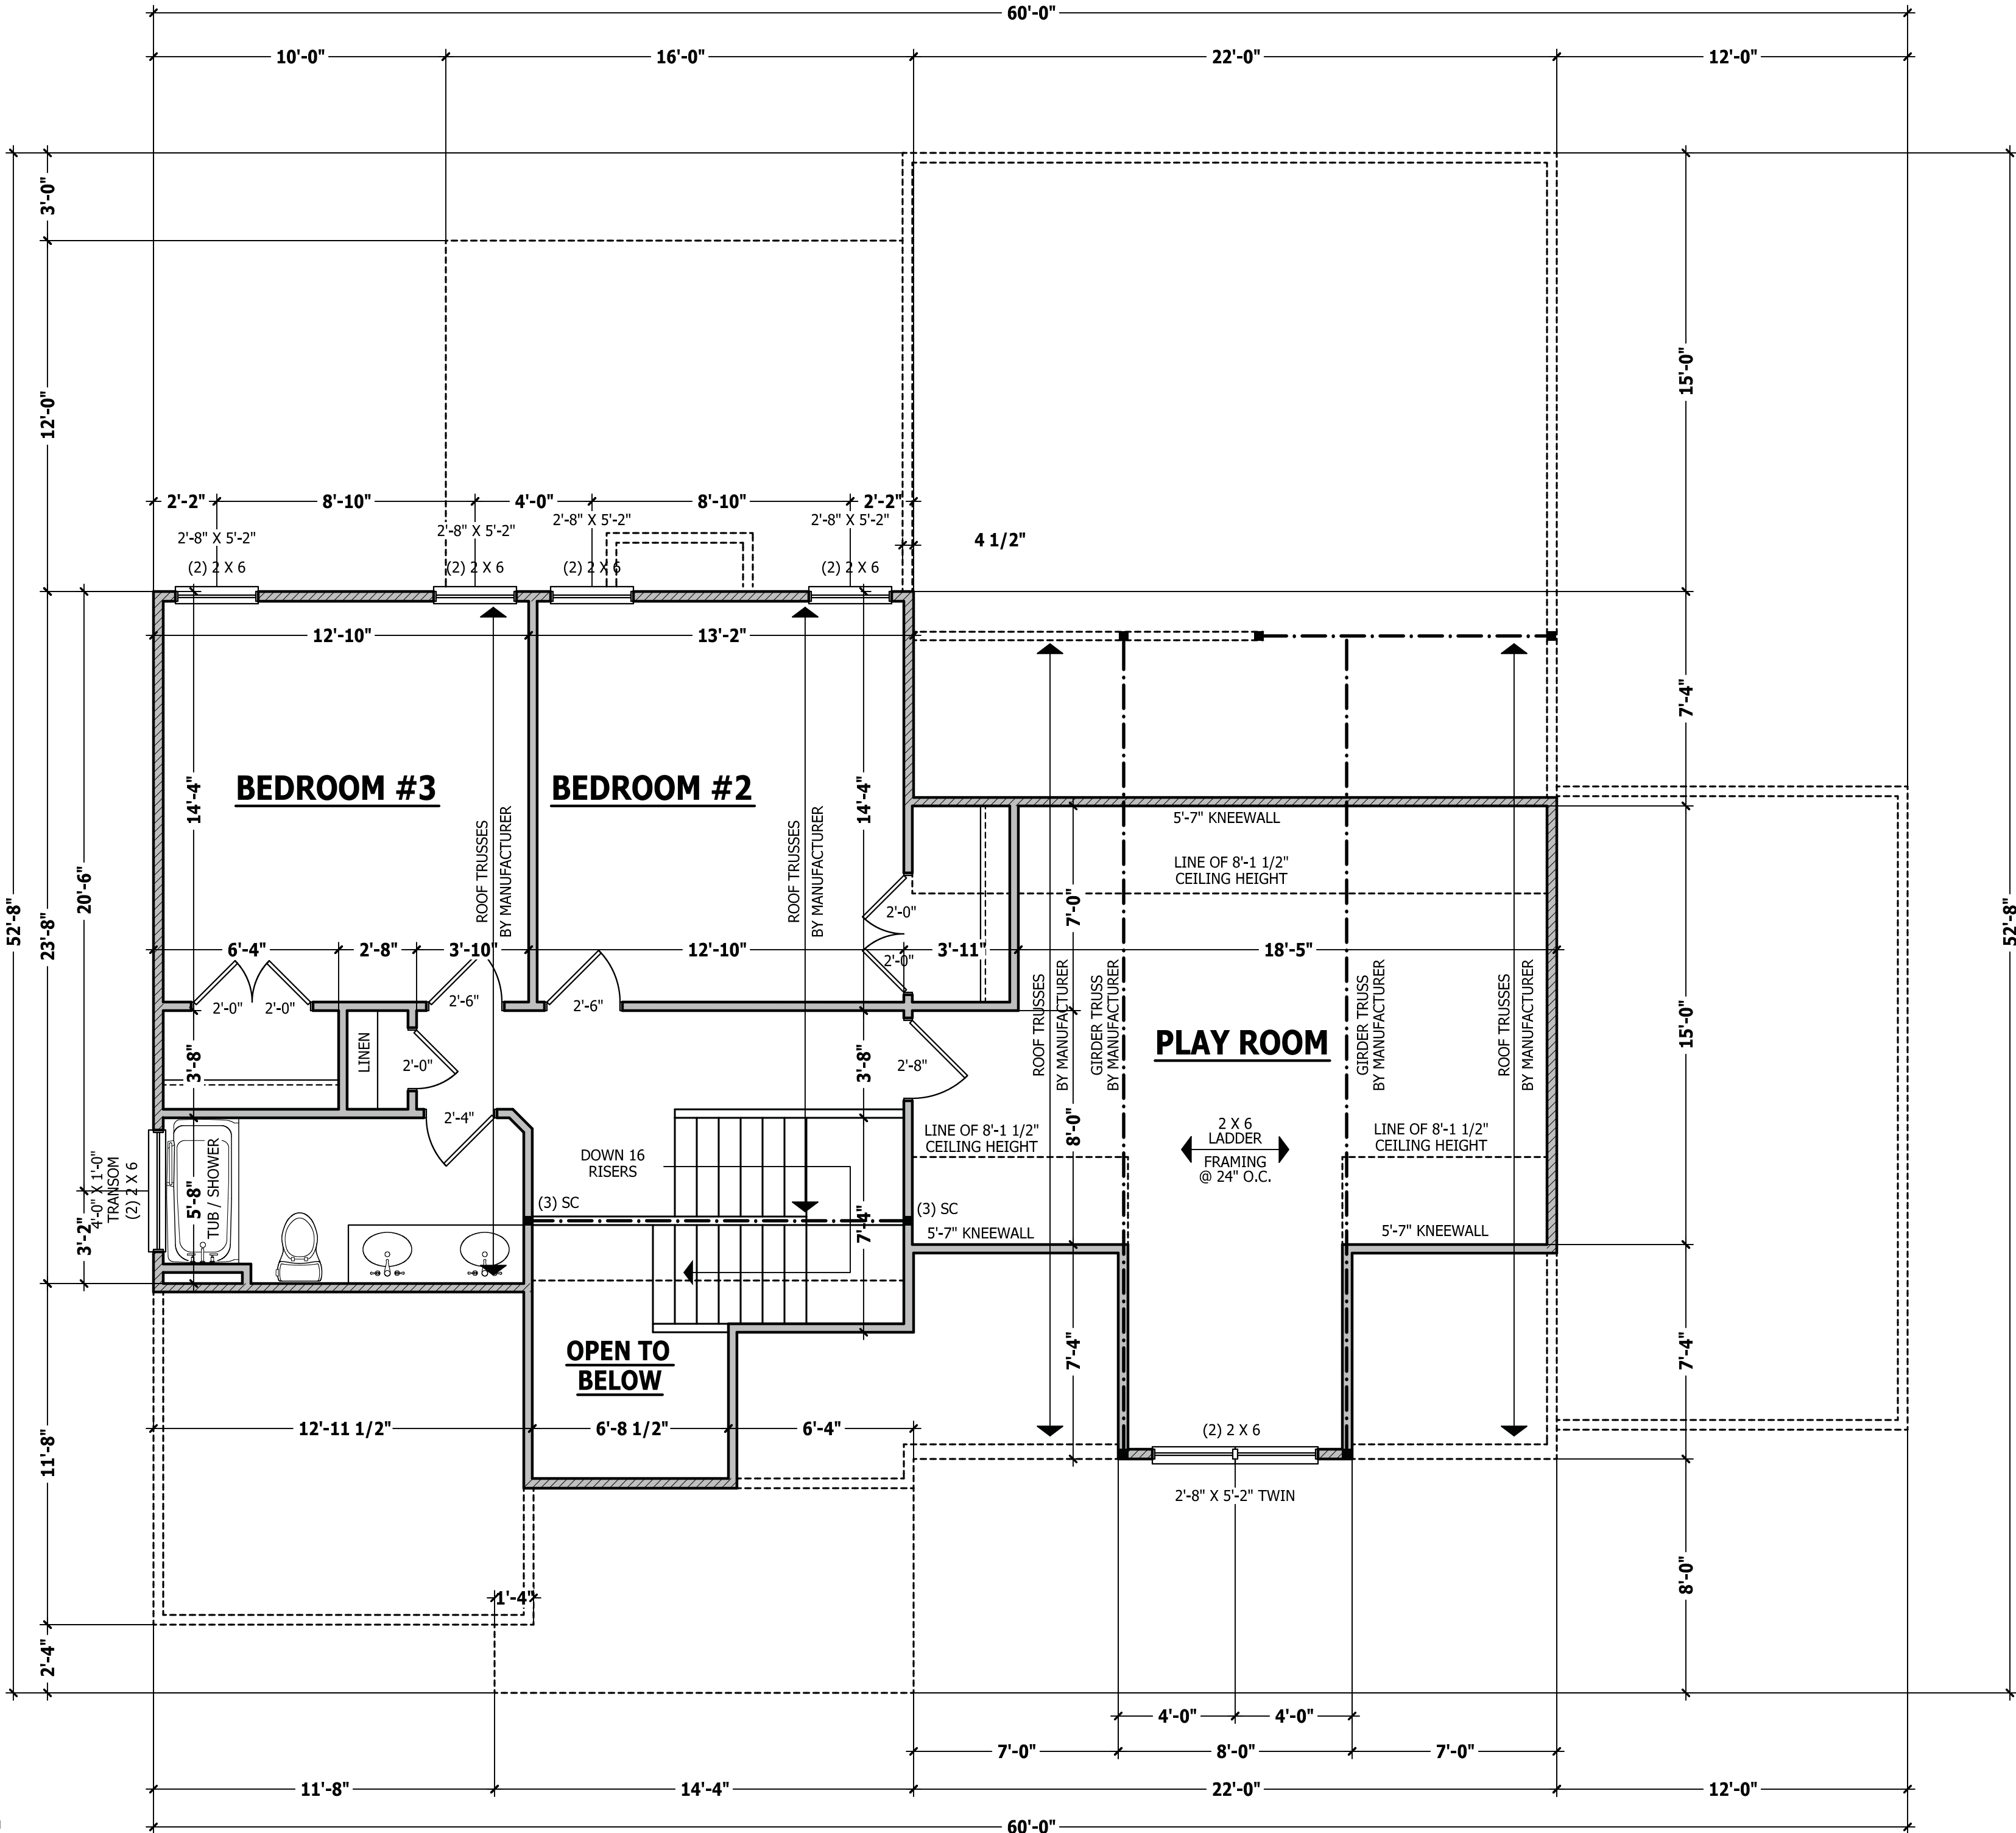 60'-0"
10'-0"
16'-0"
22'-0"
12'-0"
3'-0"
12'-0"
15'-0"
2'-2"
8'-10"
4'-0"
8'-10"
2'-2"
2'-8" X 5'-2"
2'-8" X 5'-2"
2'-8" X 5'-2"
2'-8" X 5'-2"
4 1/2"
(2) 2 X 6
(2) 2 X 6
(2) 2 X 6
(2) 2 X 6
12'-10"
13'-2"
7'-4"
BEDROOM #3
BEDROOM #2
14'-4"
14'-4"
ROOF TRUSSES
BY MANUFACTURER
ROOF TRUSSES
BY MANUFACTURER
5'-7" KNEEWALL
LINE OF 8'-1 1/2"
CEILING HEIGHT
52'-8"
23'-8"
20'-6"
7'-0"
52'-8"
2'-0"
2'-0"
6'-4"
2'-8"
3'-10"
12'-10"
3'-11"
18'-5"
2'-0"
2'-0"
2'-6"
2'-6"
ROOF TRUSSES
BY MANUFACTURER
GIRDER TRUSS
BY MANUFACTURER
GIRDER TRUSS
BY MANUFACTURER
ROOF TRUSSES
BY MANUFACTURER
PLAY ROOM
15'-0"
LINEN
2'-0"
3'-8"
3'-8"
2'-8"
2'-4"
8'-0"
LINE OF 8'-1 1/2"
CEILING HEIGHT
2 X 6
LADDER
FRAMING
@ 24" O.C.
LINE OF 8'-1 1/2"
CEILING HEIGHT
4'-0" X 1'-0"
TRANSOM
(2) 2 X 6
5'-8"
TUB / SHOWER
DOWN 16
RISERS
(3) SC
(3) SC
3'-2"
7'-4"
5'-7" KNEEWALL
5'-7" KNEEWALL
OPEN TO
BELOW
7'-4"
7'-4"
11'-8"
12'-11 1/2"
6'-8 1/2"
6'-4"
(2) 2 X 6
2'-8" X 5'-2" TWIN
8'-0"
1'-4"
2'-4"
4'-0"
4'-0"
7'-0"
8'-0"
7'-0"
11'-8"
14'-4"
22'-0"
12'-0"
60'-0"